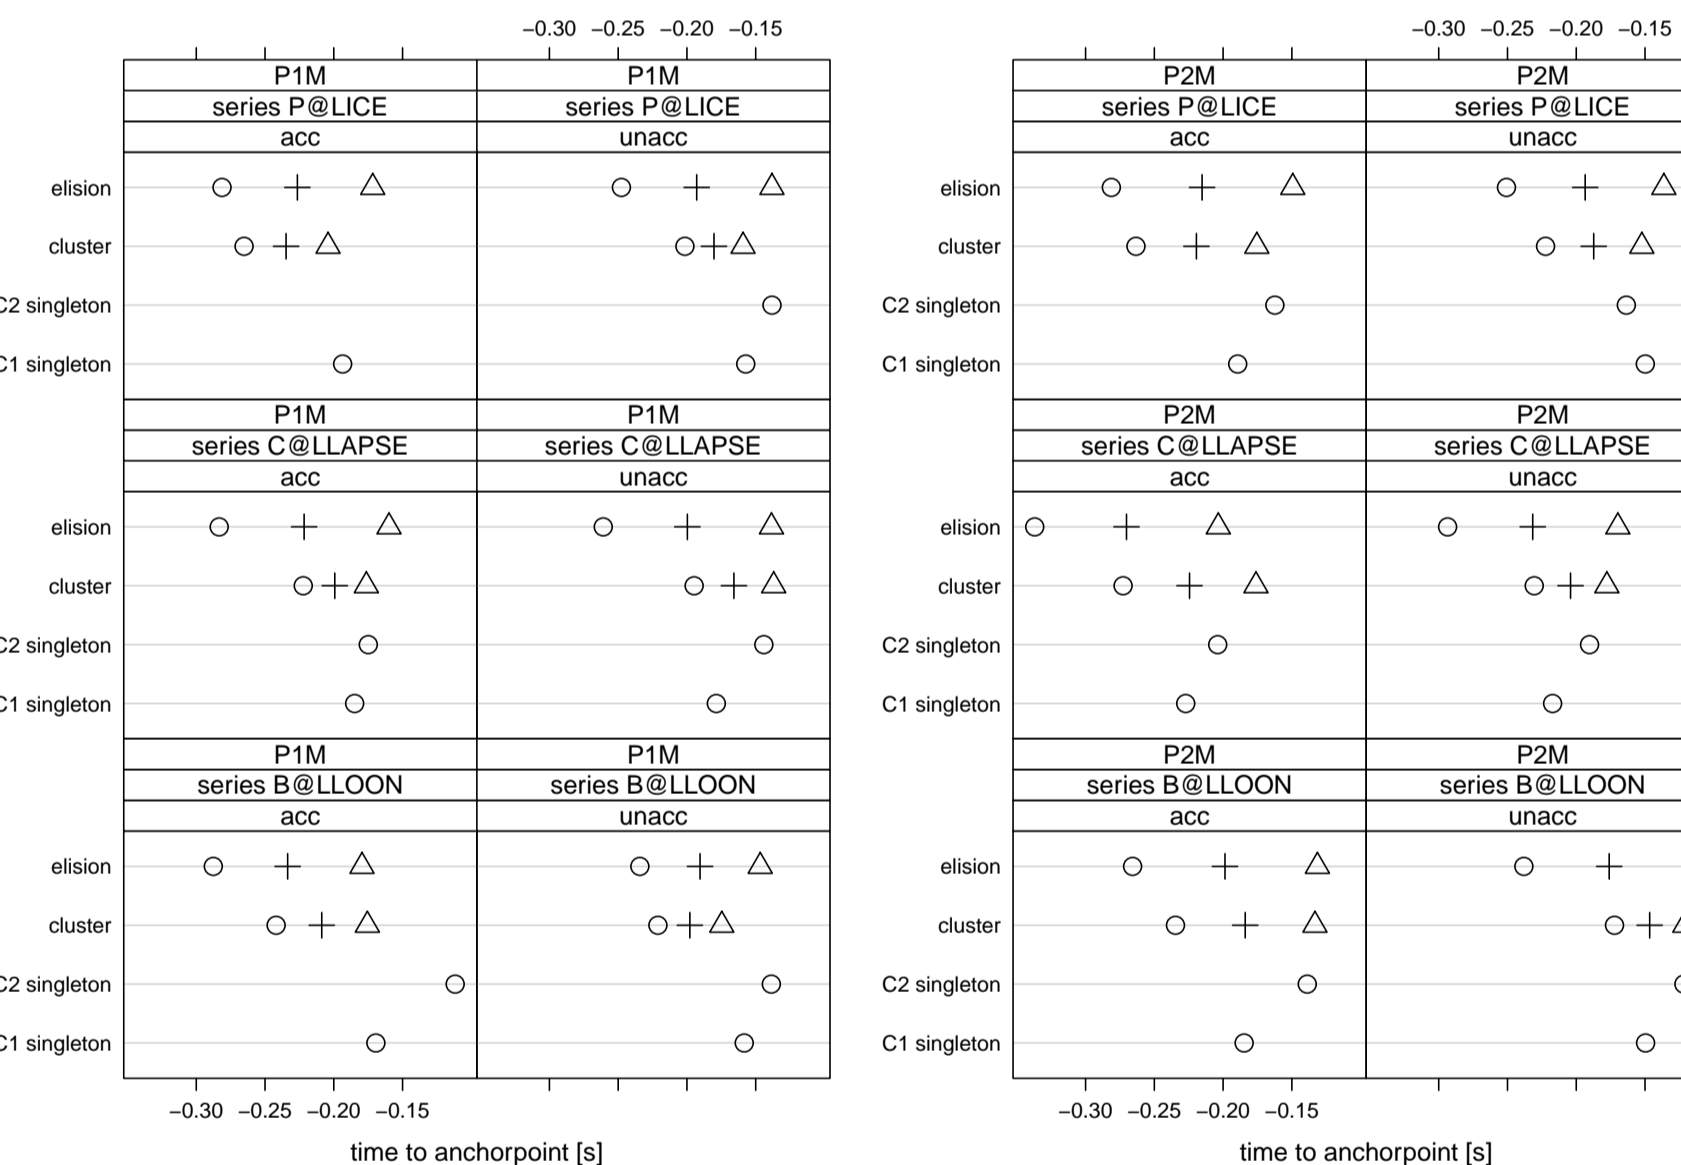 −0.30 −0.25 −0.20 −0.15 −0.30 −0.25 −0.20 −0.15
P1M P1M P2M P2M
series P@LICE series P@LICE series P@LICE series P@LICE
acc unacc acc unacc
elision elision
cluster cluster
C2 singleton C2 singleton
C1 singleton C1 singleton
P1M P1M P2M P2M
series C@LLAPSE series C@LLAPSE series C@LLAPSE series C@LLAPSE
acc unacc acc unacc
elision elision
cluster cluster
C2 singleton C2 singleton
C1 singleton C1 singleton
P1M P1M P2M P2M
series B@LLOON series B@LLOON series B@LLOON series B@LLOON
acc unacc acc unacc
elision elision
cluster cluster
C2 singleton C2 singleton
C1 singleton C1 singleton
−0.30 −0.25 −0.20 −0.15 −0.30 −0.25 −0.20 −0.15
time to anchorpoint [s] time to anchorpoint [s]